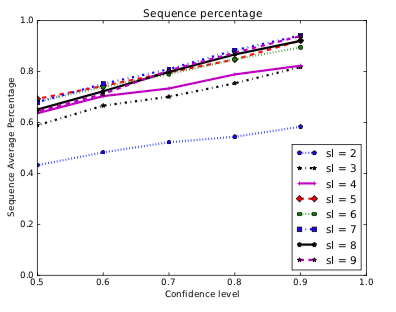 Sequence percentage
1.0
0.8
0.6
0.4
0.2
0.0
Sequence Average Percentage
0.5 0.6 0.7 0.8 0.9 1.0
Confidence level
sl = 2
sl = 3
sl = 4
sl = 5
sl = 6
sl = 7
sl = 8
sl = 9